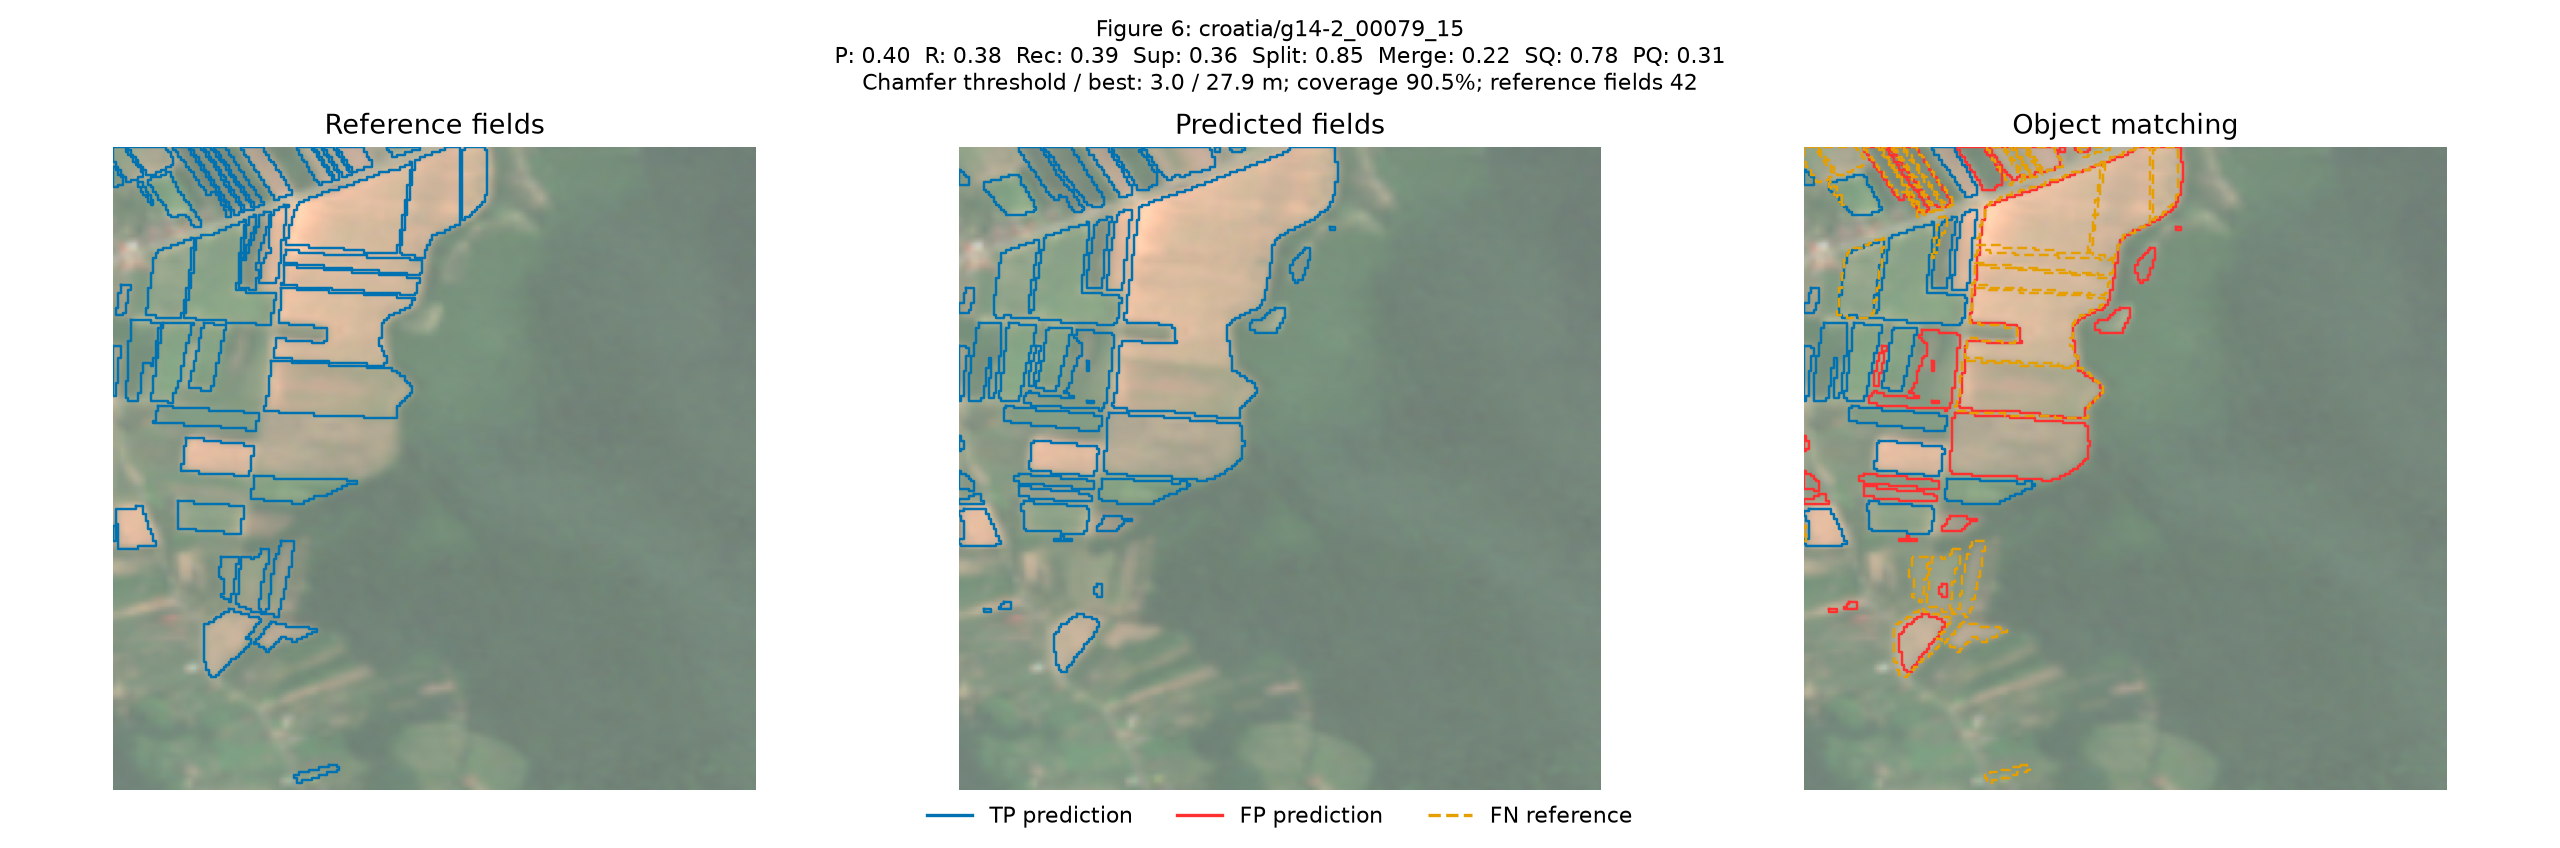 Figure 6: croatia/g14-2_00079_15
P: 0.40  R: 0.38  Rec: 0.39  Sup: 0.36  Split: 0.85  Merge: 0.22  SQ: 0.78  PQ: 0.31
Chamfer threshold / best: 3.0 / 27.9 m; coverage 90.5%; reference fields 42
Reference fields
Predicted fields
Object matching
TP prediction
FP prediction
FN reference